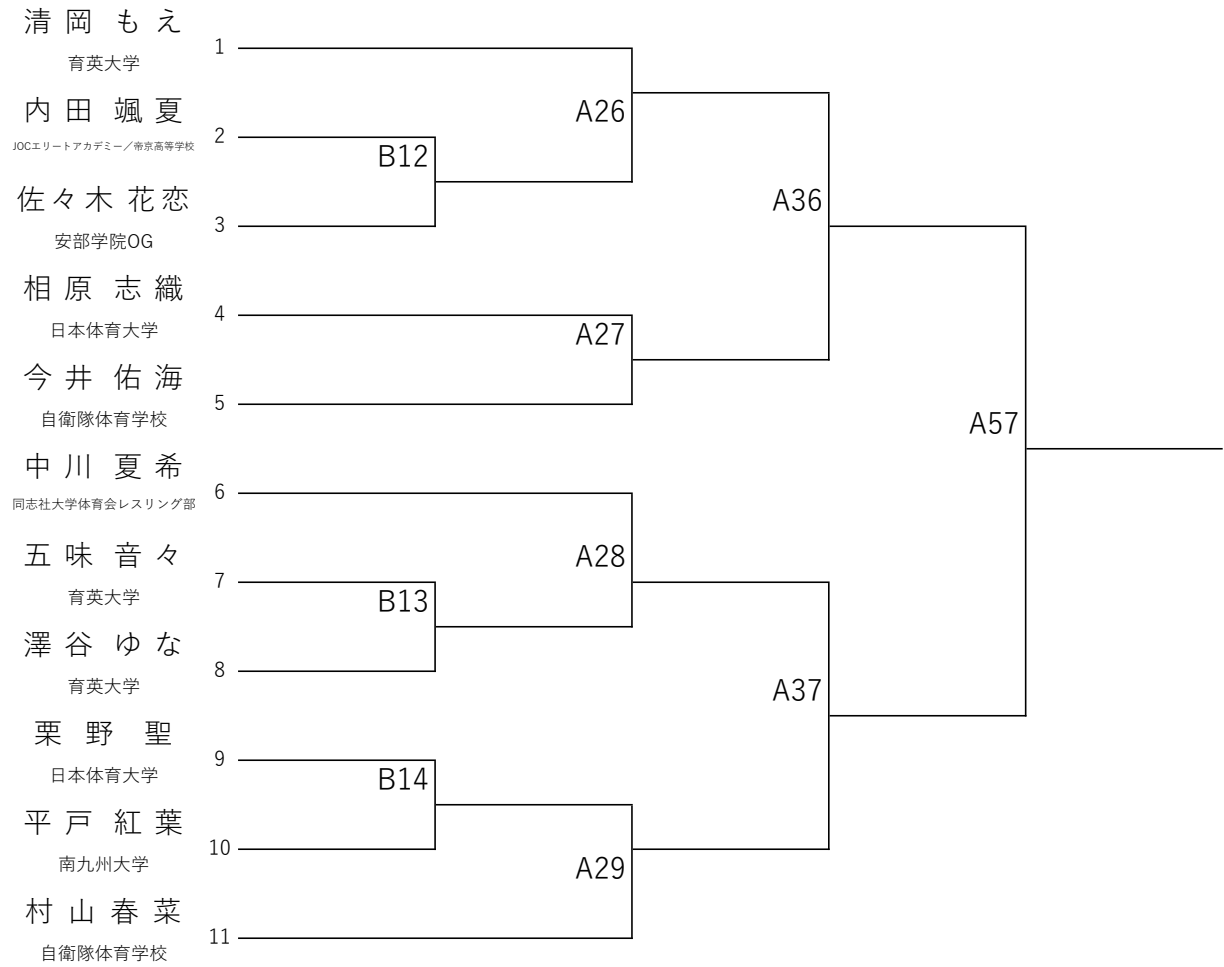 清岡 もえ
育英大学
1
内田 颯夏
JOCエリートアカデミー／帝京高等学校
2
佐々木 花恋
安部学院OG
3
相原 志織
日本体育大学
4
今井 佑海
自衛隊体育学校
5
中川 夏希
同志社大学体育会レスリング部
6
五味 音々
育英大学
7
澤谷 ゆな
育英大学
8
栗野 聖
日本体育大学
9
平戸 紅葉
南九州大学
10
村山 春菜
自衛隊体育学校
11
B12
B13
B14
A26
A27
A28
A29
A36
A37
A57